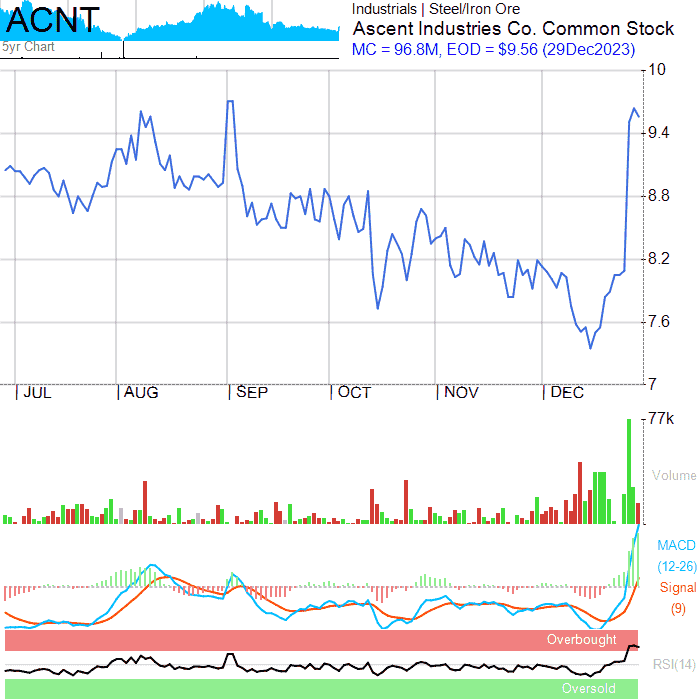 ACNT
5yr Chart
Industrials | Steel/Iron Ore
Ascent Industries Co. Common Stock
MC = 96.8M, EOD = $9.56 (29Dec2023)
10
9.4
8.8
8.2
7.6
7
JUL AUG SEP OCT NOV DEC
77k
Volume
MACD
(12-26)
Signal
(9)
Overbought
RSI(14)
Oversold